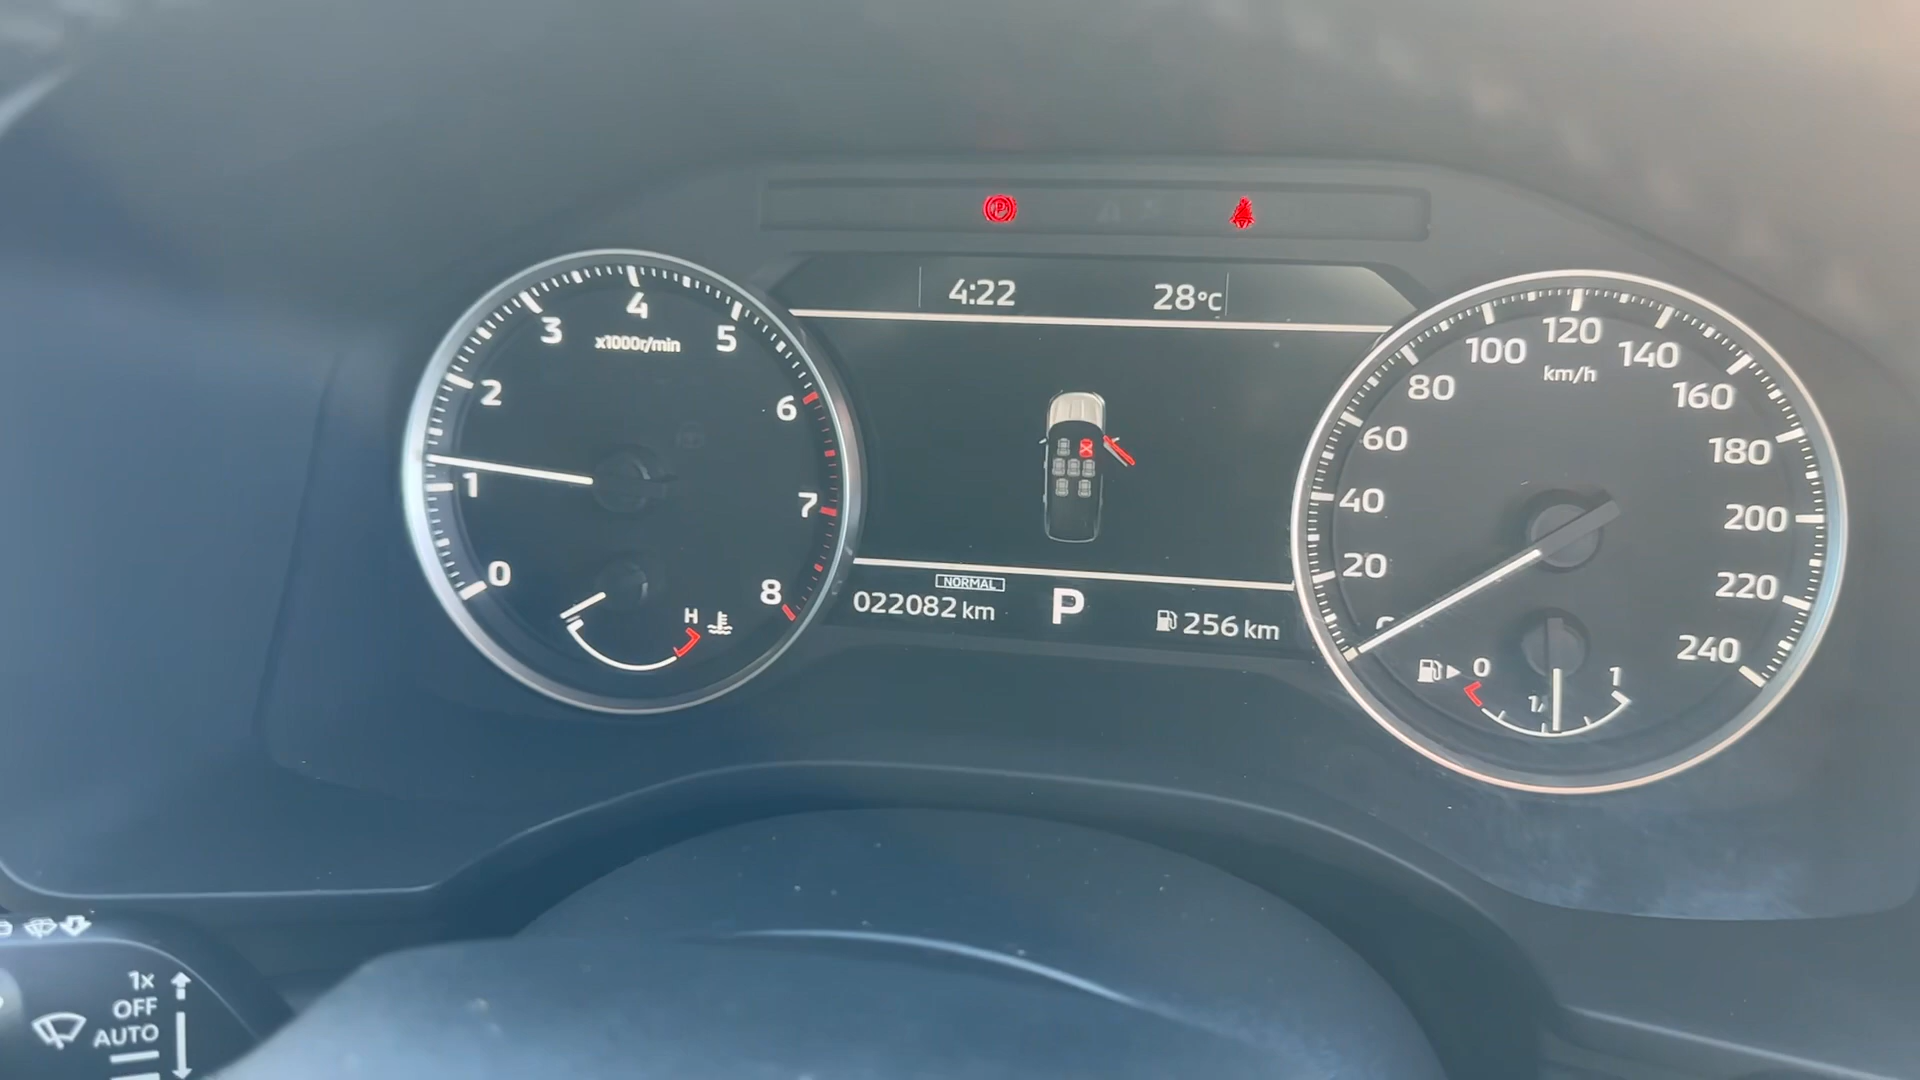 4:22 28°C
x1000r/min
0 1 2 3 4 5 6 7 8
H
NORMAL
022082 km P 256 km
km/h
20 40 60 80 100 120 140 160 180 200 220 240
0 1
1x
OFF
AUTO